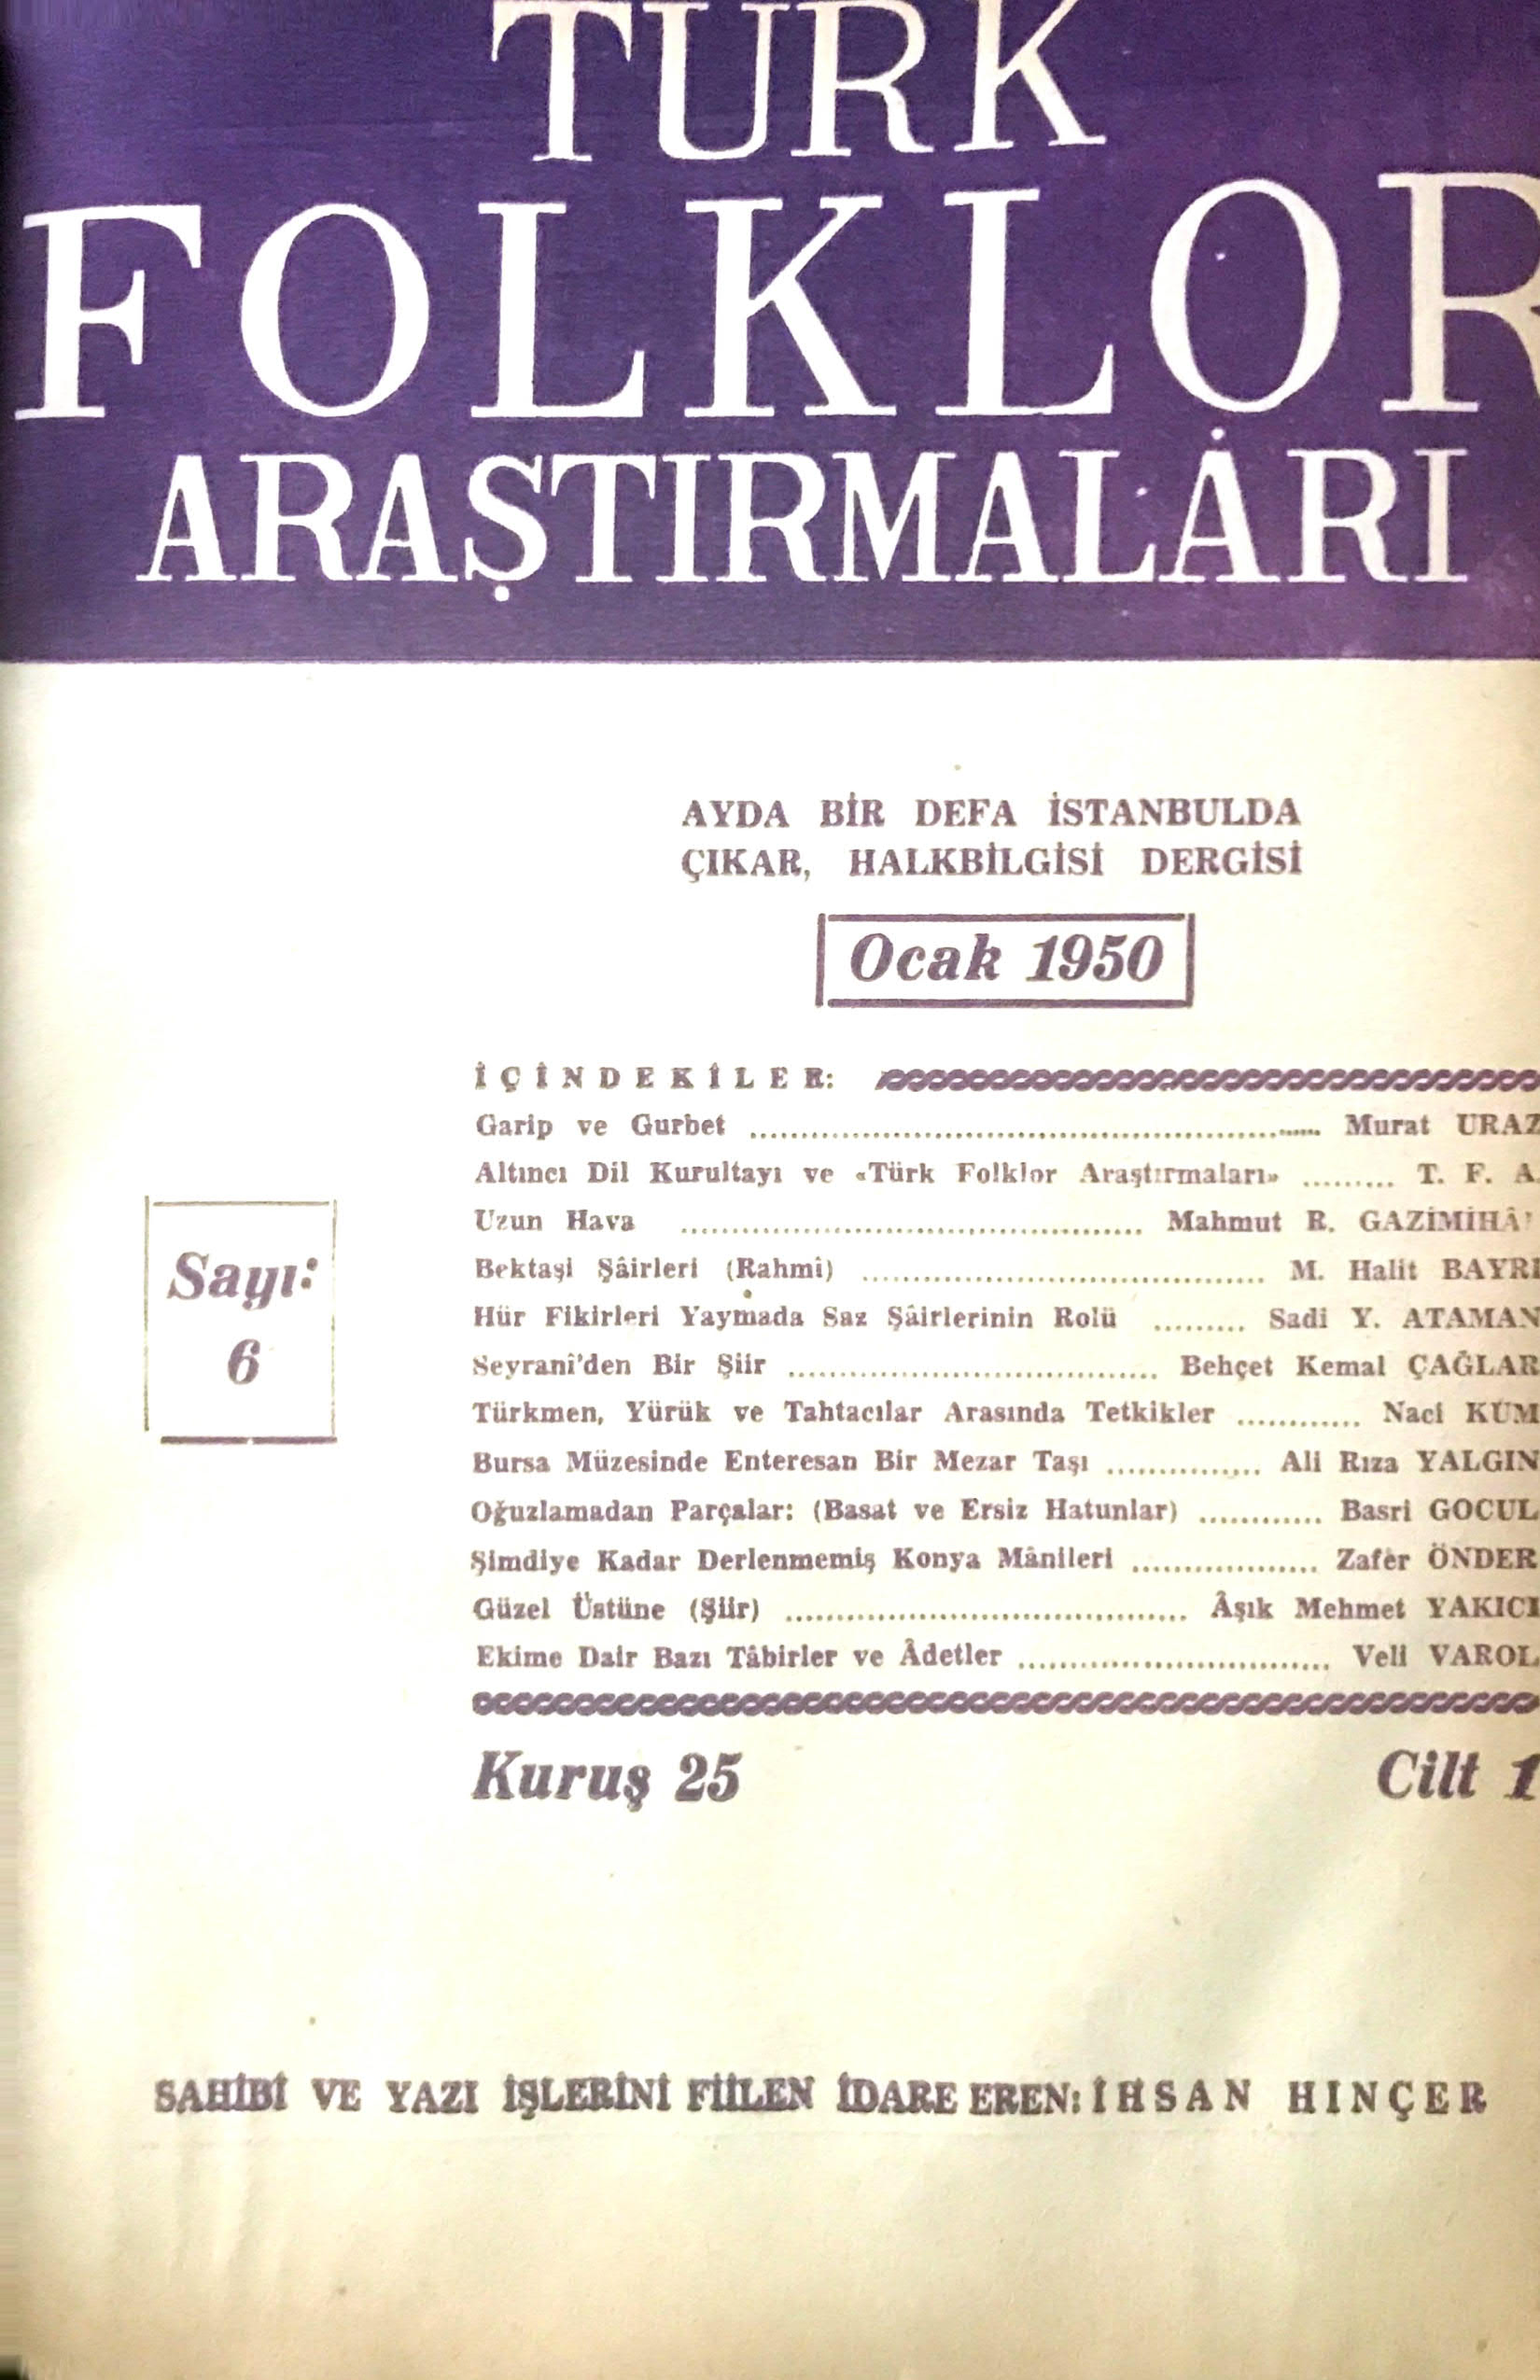 TÜRK
FOLKLOR
ARAŞTIRMALARI
AYDA BİR DEFA İSTANBULDA
ÇIKAR, HALKBİLGİSİ DERGİSİ
Ocak 1950
İÇİNDEKİLER:
Garip ve Gurbet ........ Murat URAZ
Altıncı Dil Kurultayı ve «Türk Folklor Araştırmaları» ........ T. F. A.
Uzun Hava ........ Mahmut R. GAZİMİHÂL
Bektaşi Şâirleri (Rahmî) ........ M. Halit BAYRI
Hür Fikirleri Yaymada Saz Şâirlerinin Rolü ........ Sadi Y. ATAMAN
Seyranî'den Bir Şiir ........ Behçet Kemal ÇAĞLAR
Türkmen, Yürük ve Tahtacılar Arasında Tetkikler ........ Naci KUM
Bursa Müzesinde Enteresan Bir Mezar Taşı ........ Ali Rıza YALGIN
Oğuzlamadan Parçalar: (Basat ve Ersiz Hatunlar) ........ Basri GOCUL
Şimdiye Kadar Derlenmemiş Konya Mânileri ........ Zafer ÖNDER
Güzel Üstüne (Şiir) ........ Âşık Mehmet YAKICI
Ekime Dair Bazı Tâbirler ve Âdetler ........ Veli VAROL
Sayı:
6
Kuruş 25 Cilt 1
SAHİBİ VE YAZI İŞLERİNİ FİİLEN İDARE EREN: İHSAN HINÇER